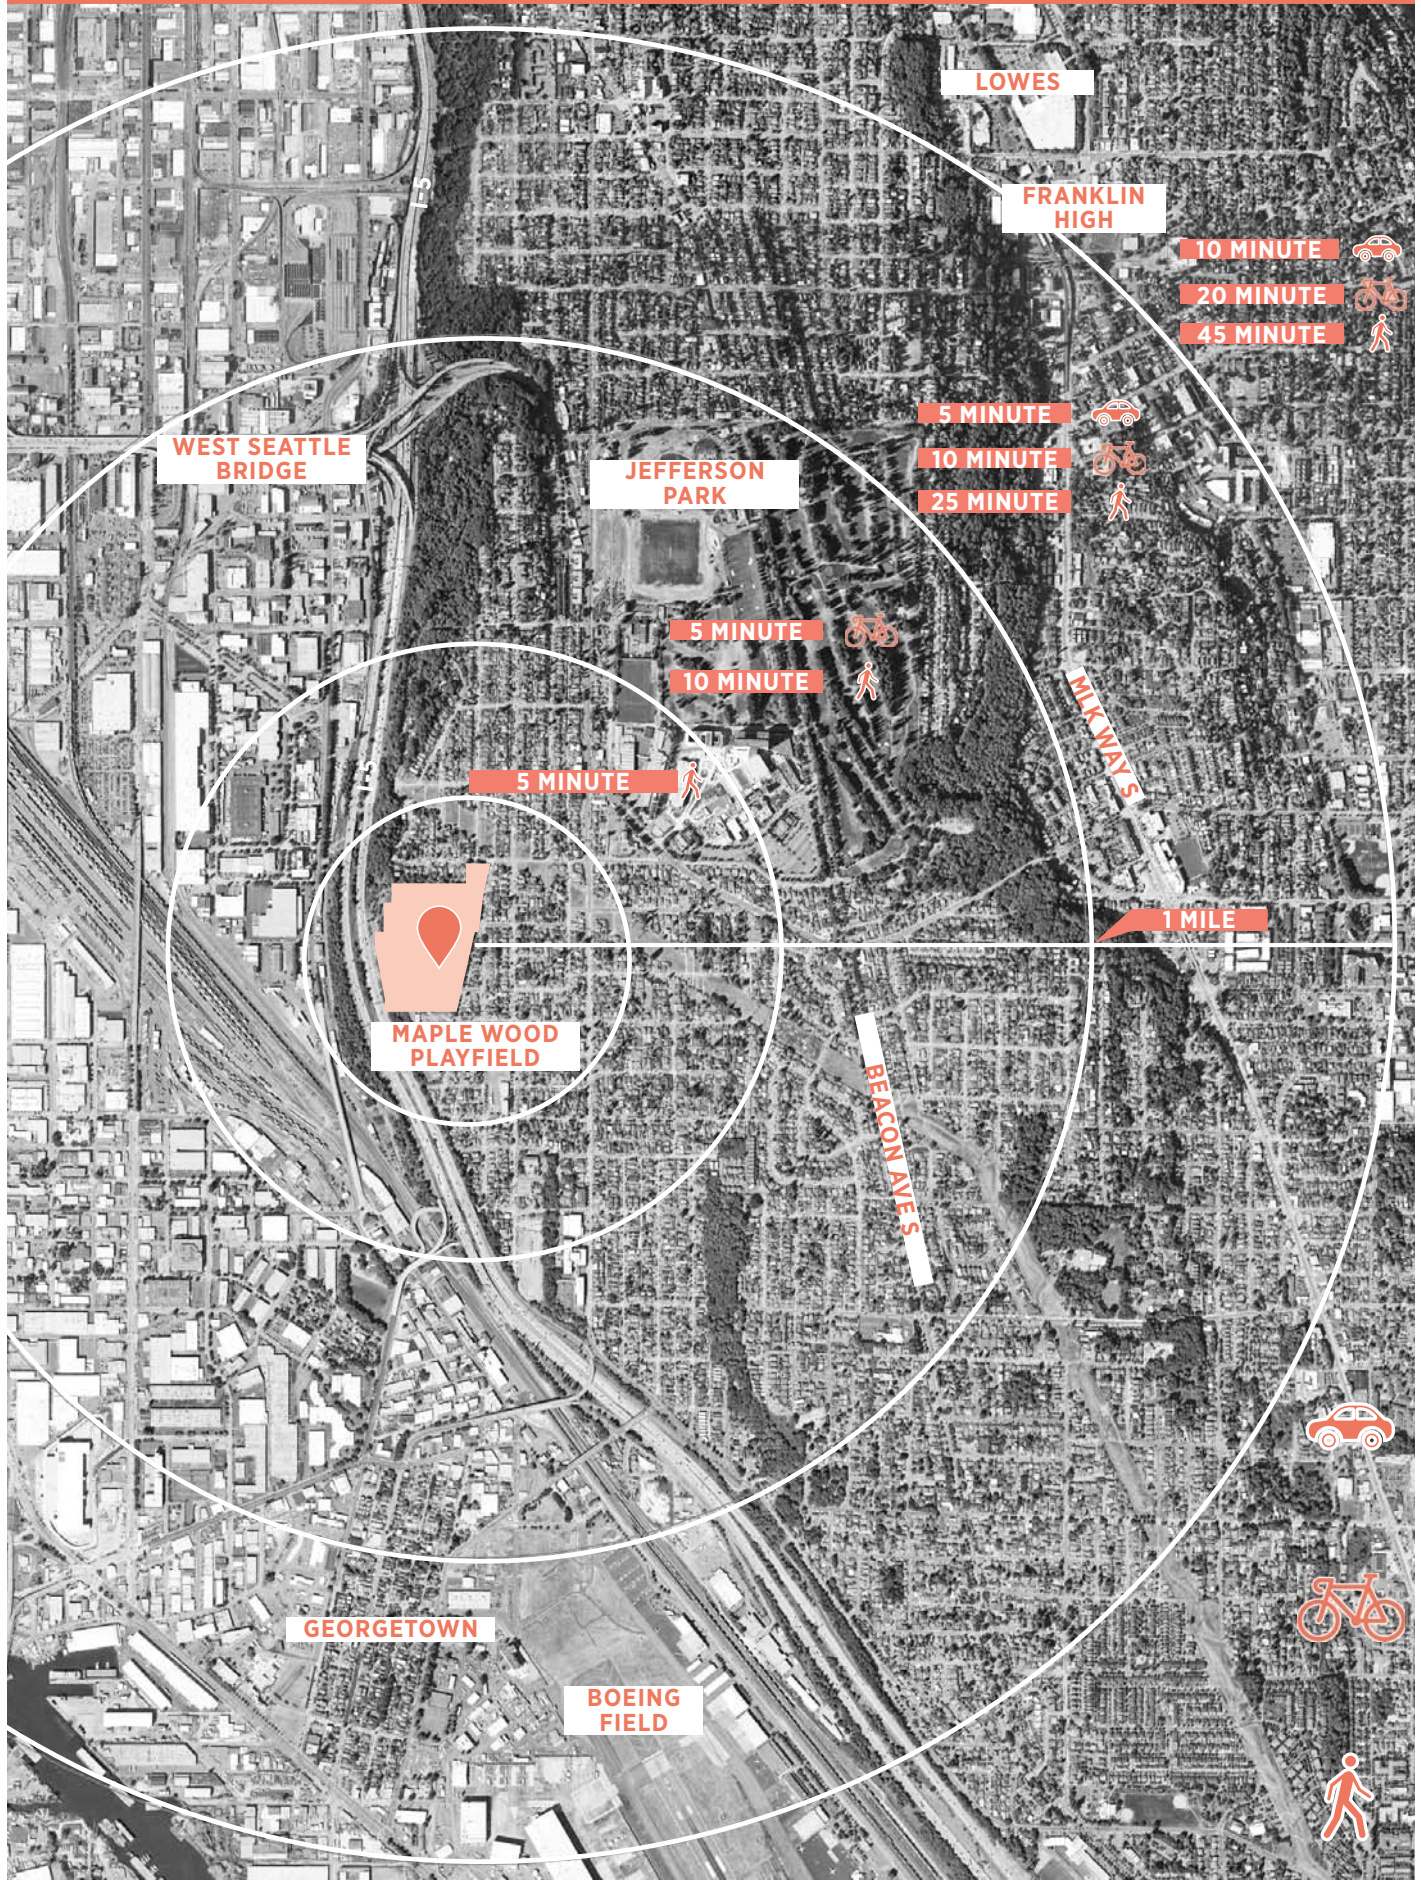 LOWES
I-5
FRANKLIN
HIGH
10 MINUTE
20 MINUTE
45 MINUTE
5 MINUTE
10 MINUTE
25 MINUTE
WEST SEATTLE
BRIDGE
JEFFERSON
PARK
5 MINUTE
10 MINUTE
MLK WAY S
I-5
5 MINUTE
1 MILE
MAPLE WOOD
PLAYFIELD
BEACON AVE S
GEORGETOWN
BOEING
FIELD